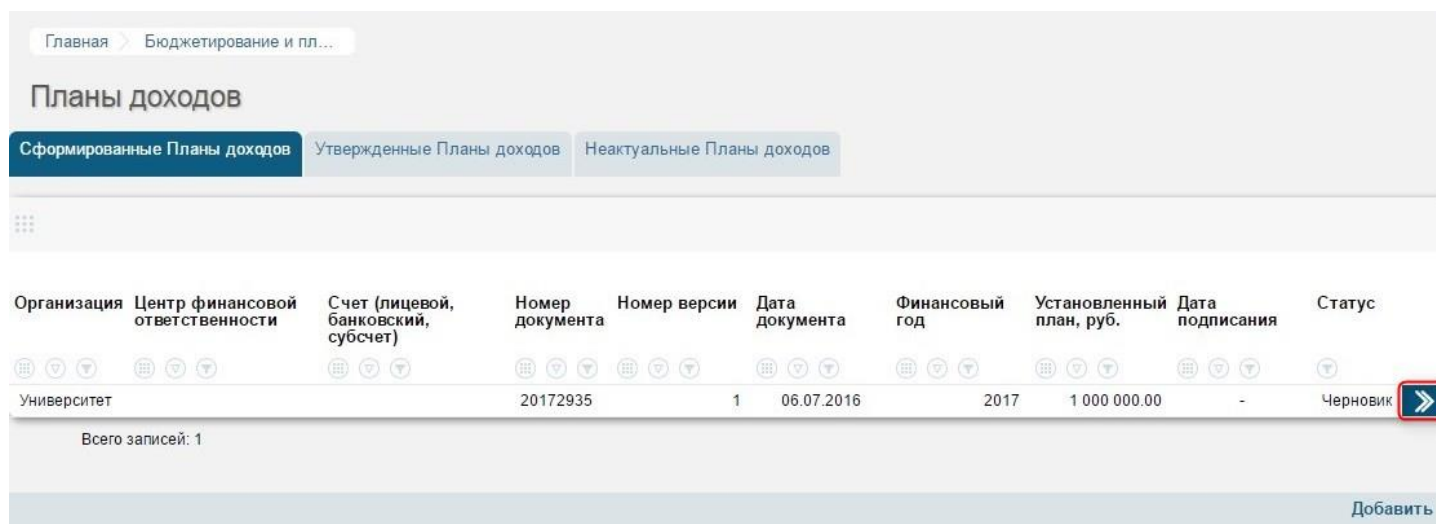 Главная Бюджетирование и пл...
Планы доходов
Сформированные Планы доходов Утвержденные Планы доходов Неактуальные Планы доходов
Организация Центр финансовой Счет (лицевой, Номер Номер версии Дата Финансовый Установленный Дата Статус
ответственности банковский, документа документа год план, руб. подписания
субсчет)
Университет 20172935 1 06.07.2016 2017 1 000 000.00 - Черновик
Всего записей: 1
Добавить